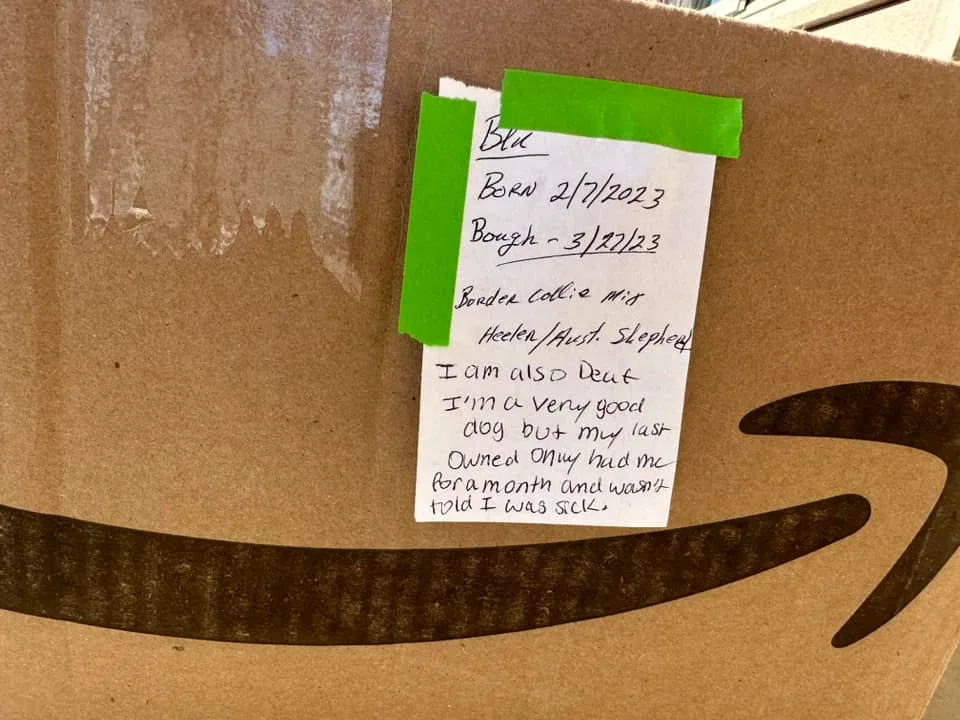 Blu
Born 2/7/2023
Bough - 3/27/23
Border collie mix
Heeler/Aust. Shepherd
I am also Deaf
I'm a very good
dog but my last
Owned Only had me
For a month and wasn't
told I was sick.